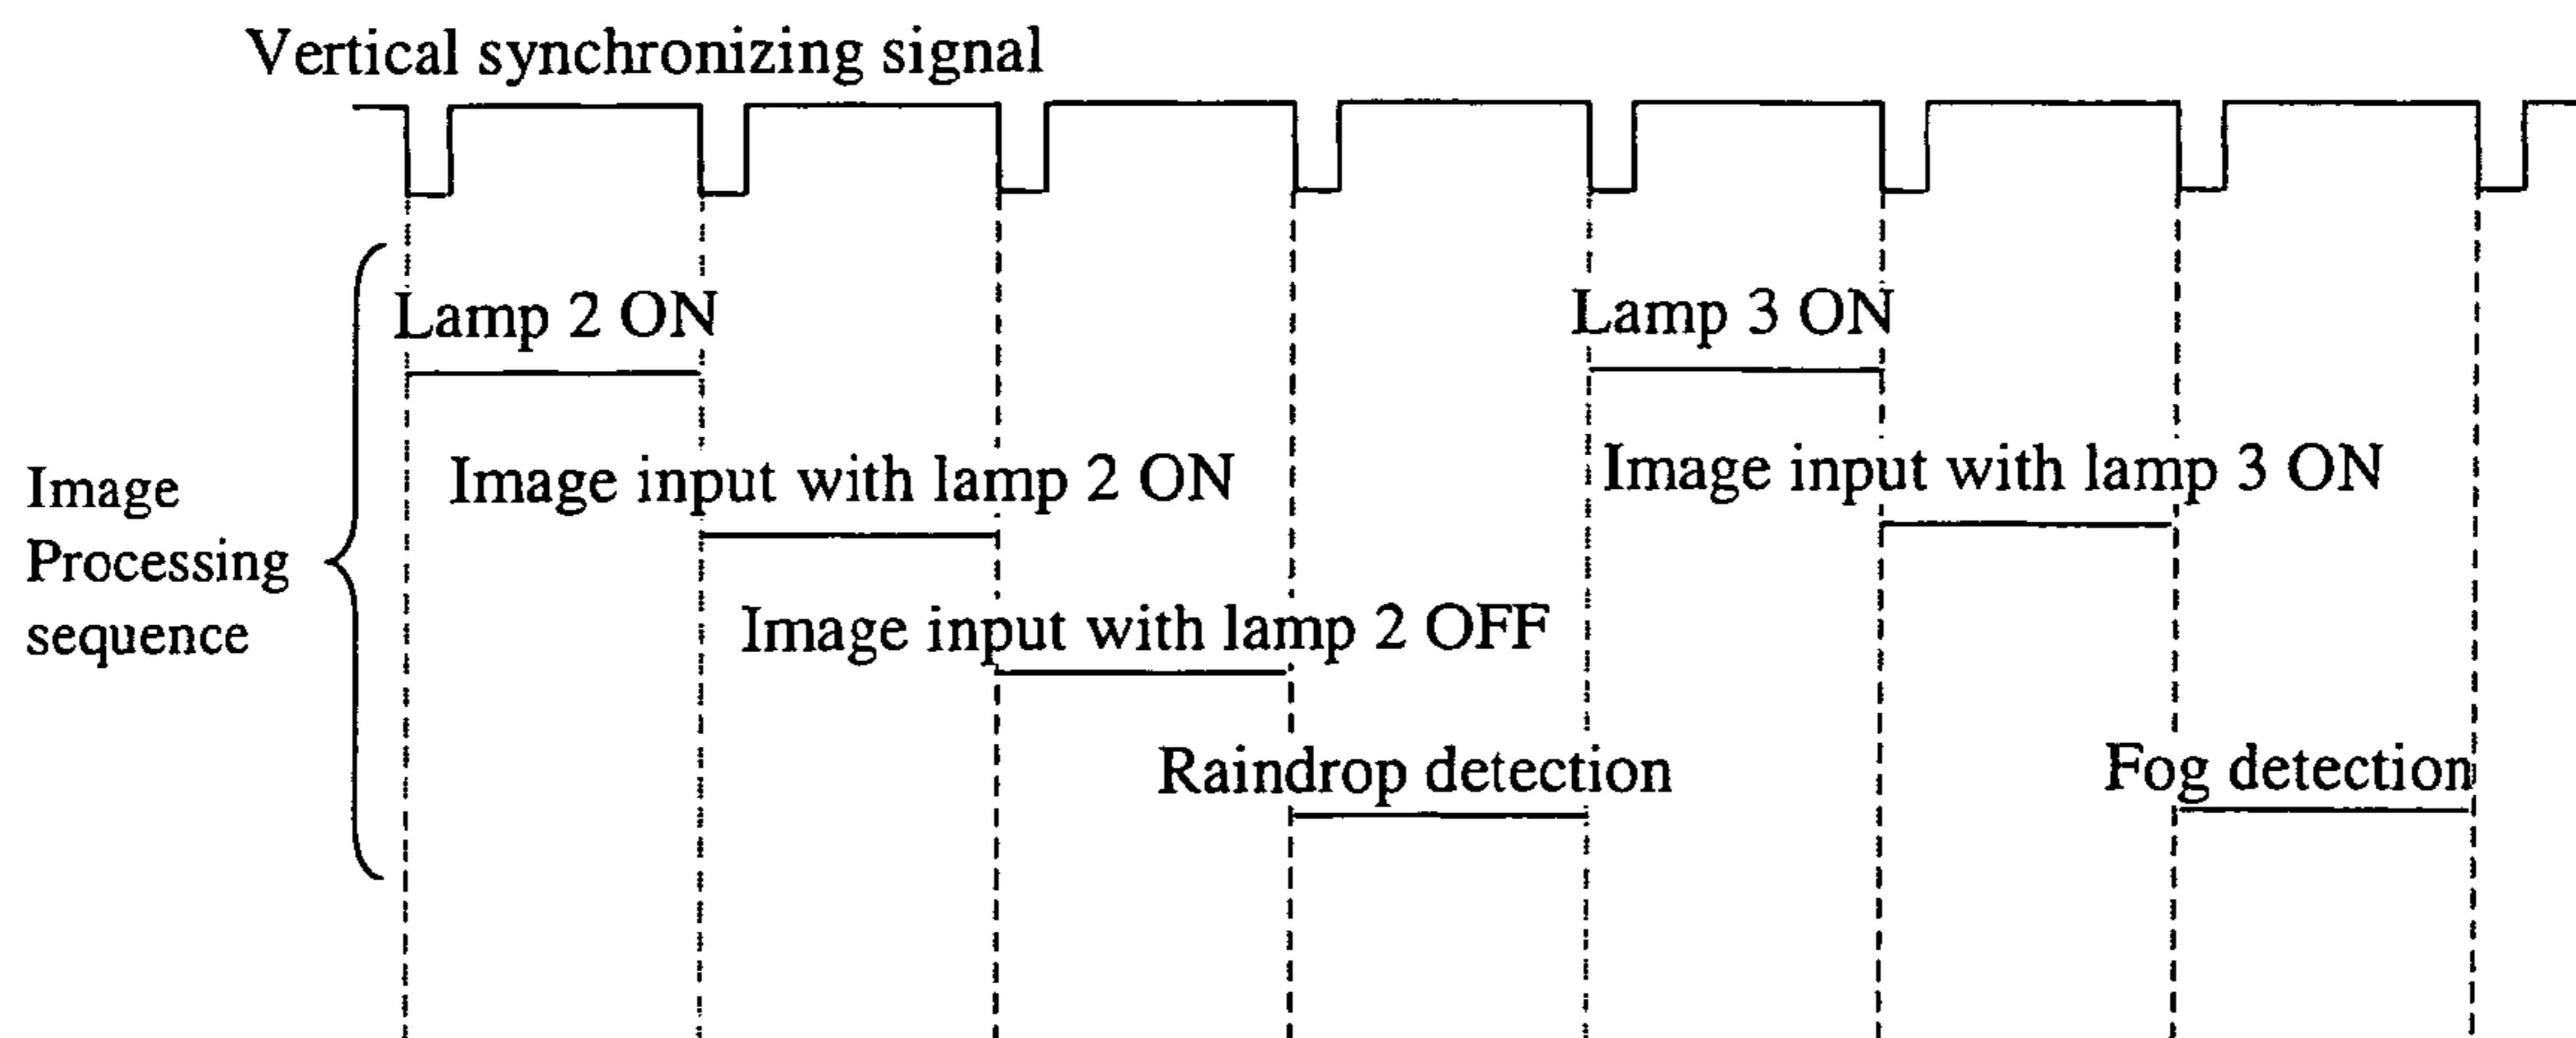 Vertical synchronizing signal
Lamp 2 ON
Lamp 3 ON
Image input with lamp 2 ON
Image input with lamp 3 ON
Image
Processing
sequence
Image input with lamp 2 OFF
Raindrop detection
Fog detection